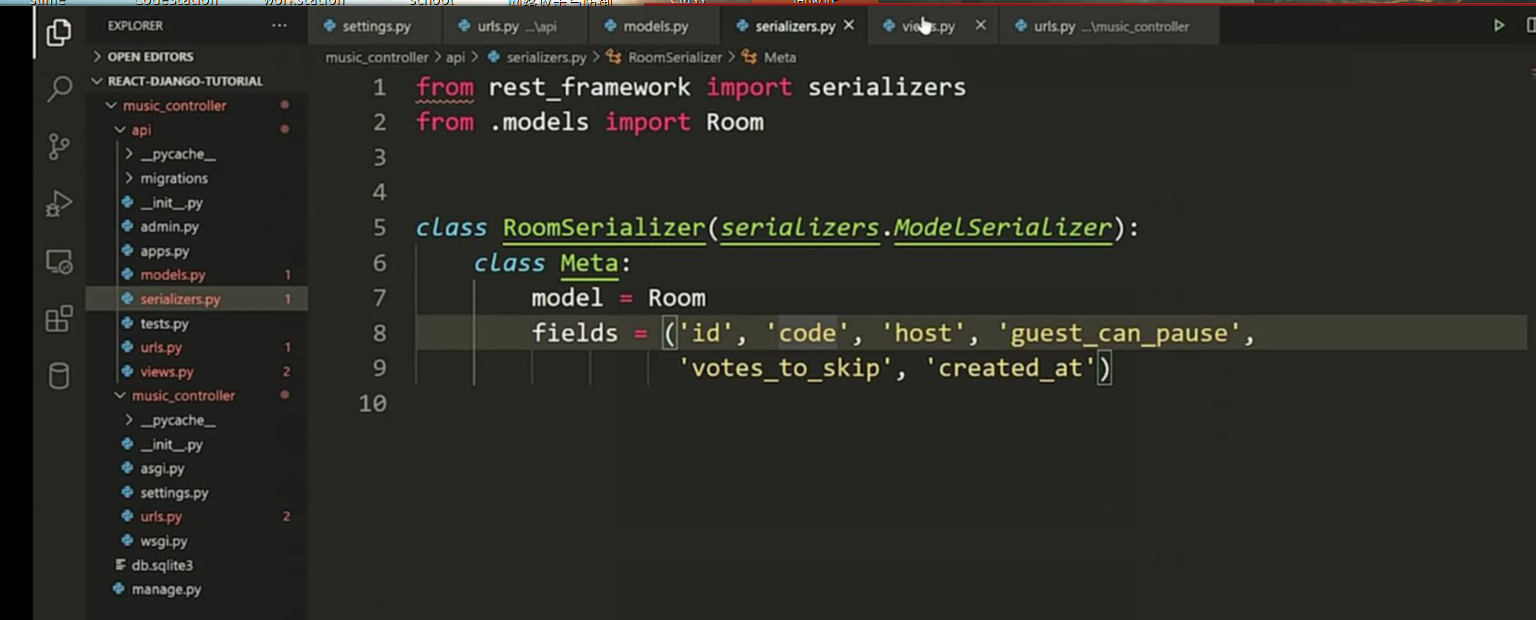 EXPLORER
settings.py
urls.py ...\api
models.py
serializers.py
urls.py ...\music_controller
OPEN EDITORS
music_controller > api > serializers.py > RoomSerializer > Meta
REACT-DJANGO-TUTORIAL
music_controller
api
__pycache__
migrations
__init__.py
admin.py
apps.py
models.py 1
serializers.py 1
tests.py
urls.py 1
views.py 2
music_controller
__pycache__
__init__.py
asgi.py
settings.py
urls.py 2
wsgi.py
db.sqlite3
manage.py
1 from rest_framework import serializers
2 from .models import Room
3
4
5 class RoomSerializer(serializers.ModelSerializer):
6 class Meta:
7 model = Room
8 fields = ('id', 'code', 'host', 'guest_can_pause',
9 'votes_to_skip', 'created_at')
10